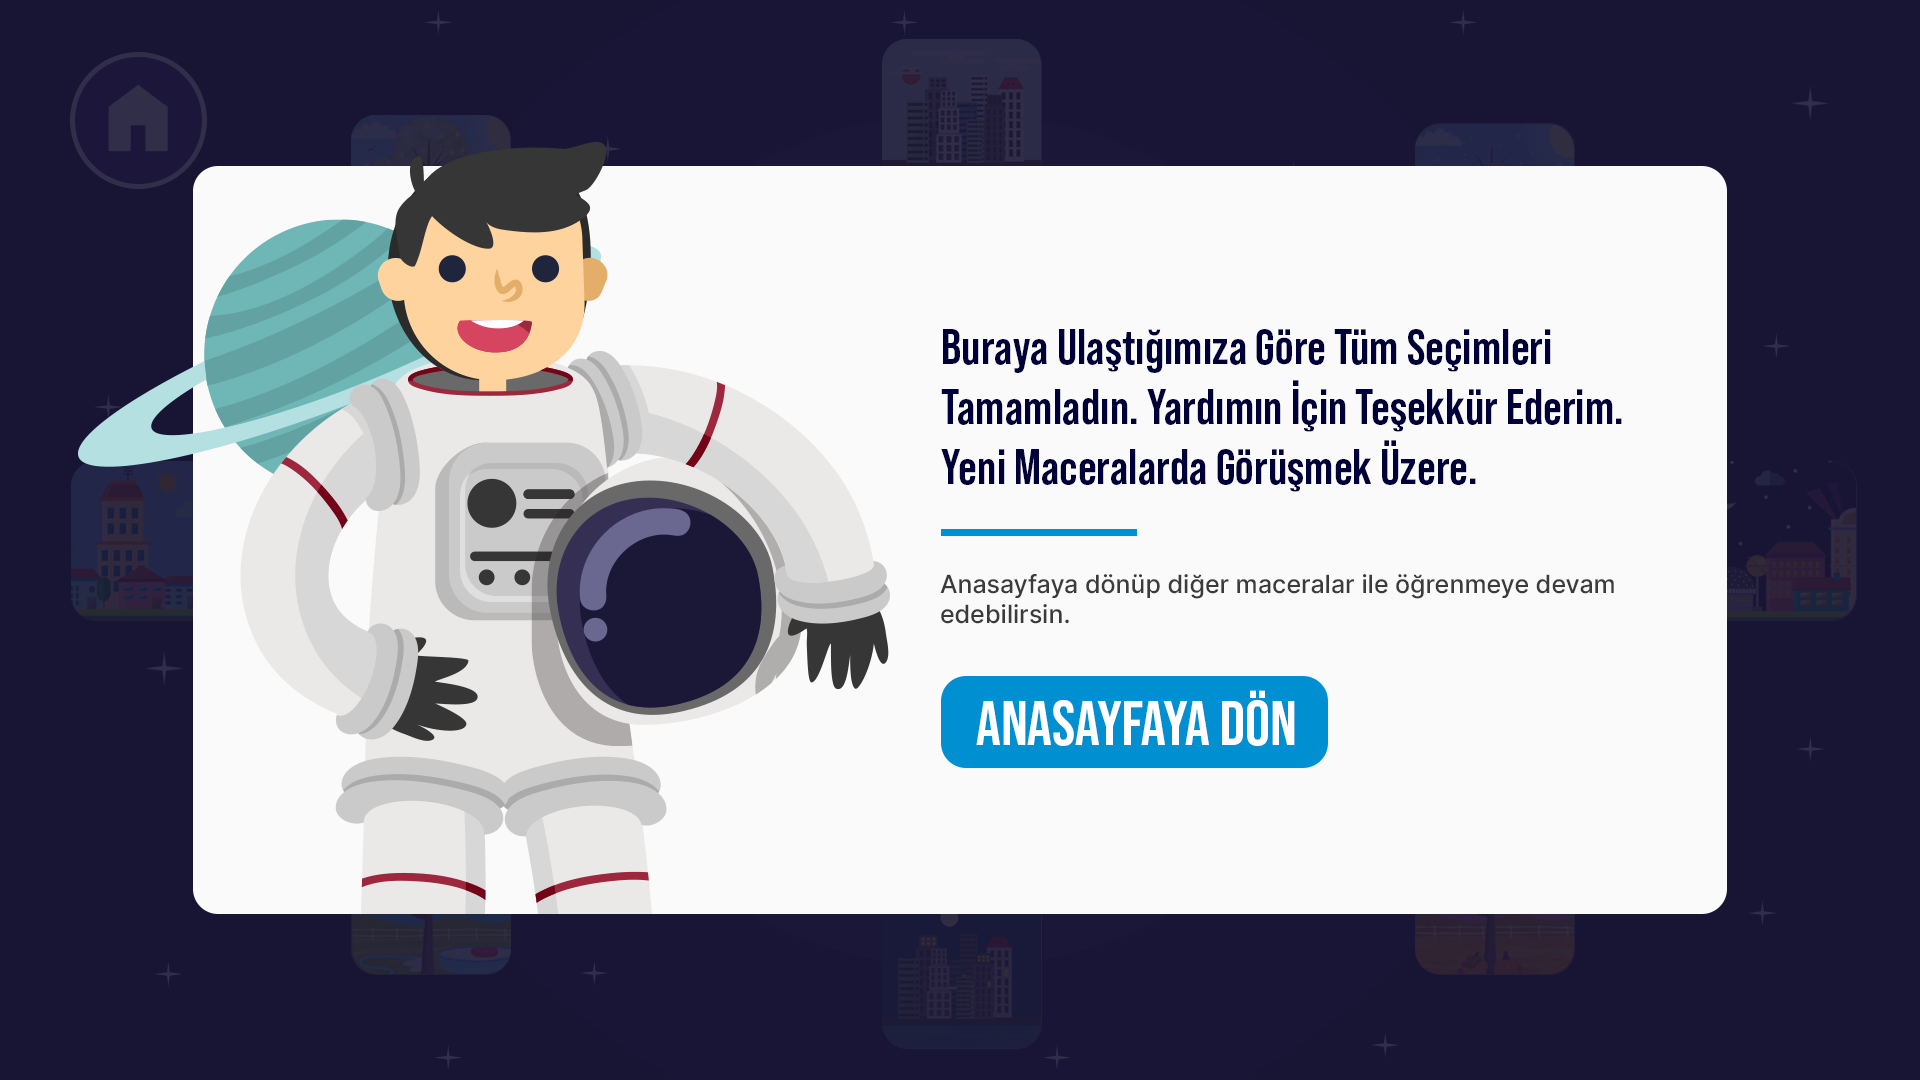 Buraya Ulaştığımıza Göre Tüm Seçimleri
Tamamladın. Yardımın İçin Teşekkür Ederim.
Yeni Maceralarda Görüşmek Üzere.
Anasayfaya dönüp diğer maceralar ile öğrenmeye devam
edebilirsin.
ANASAYFAYA DÖN